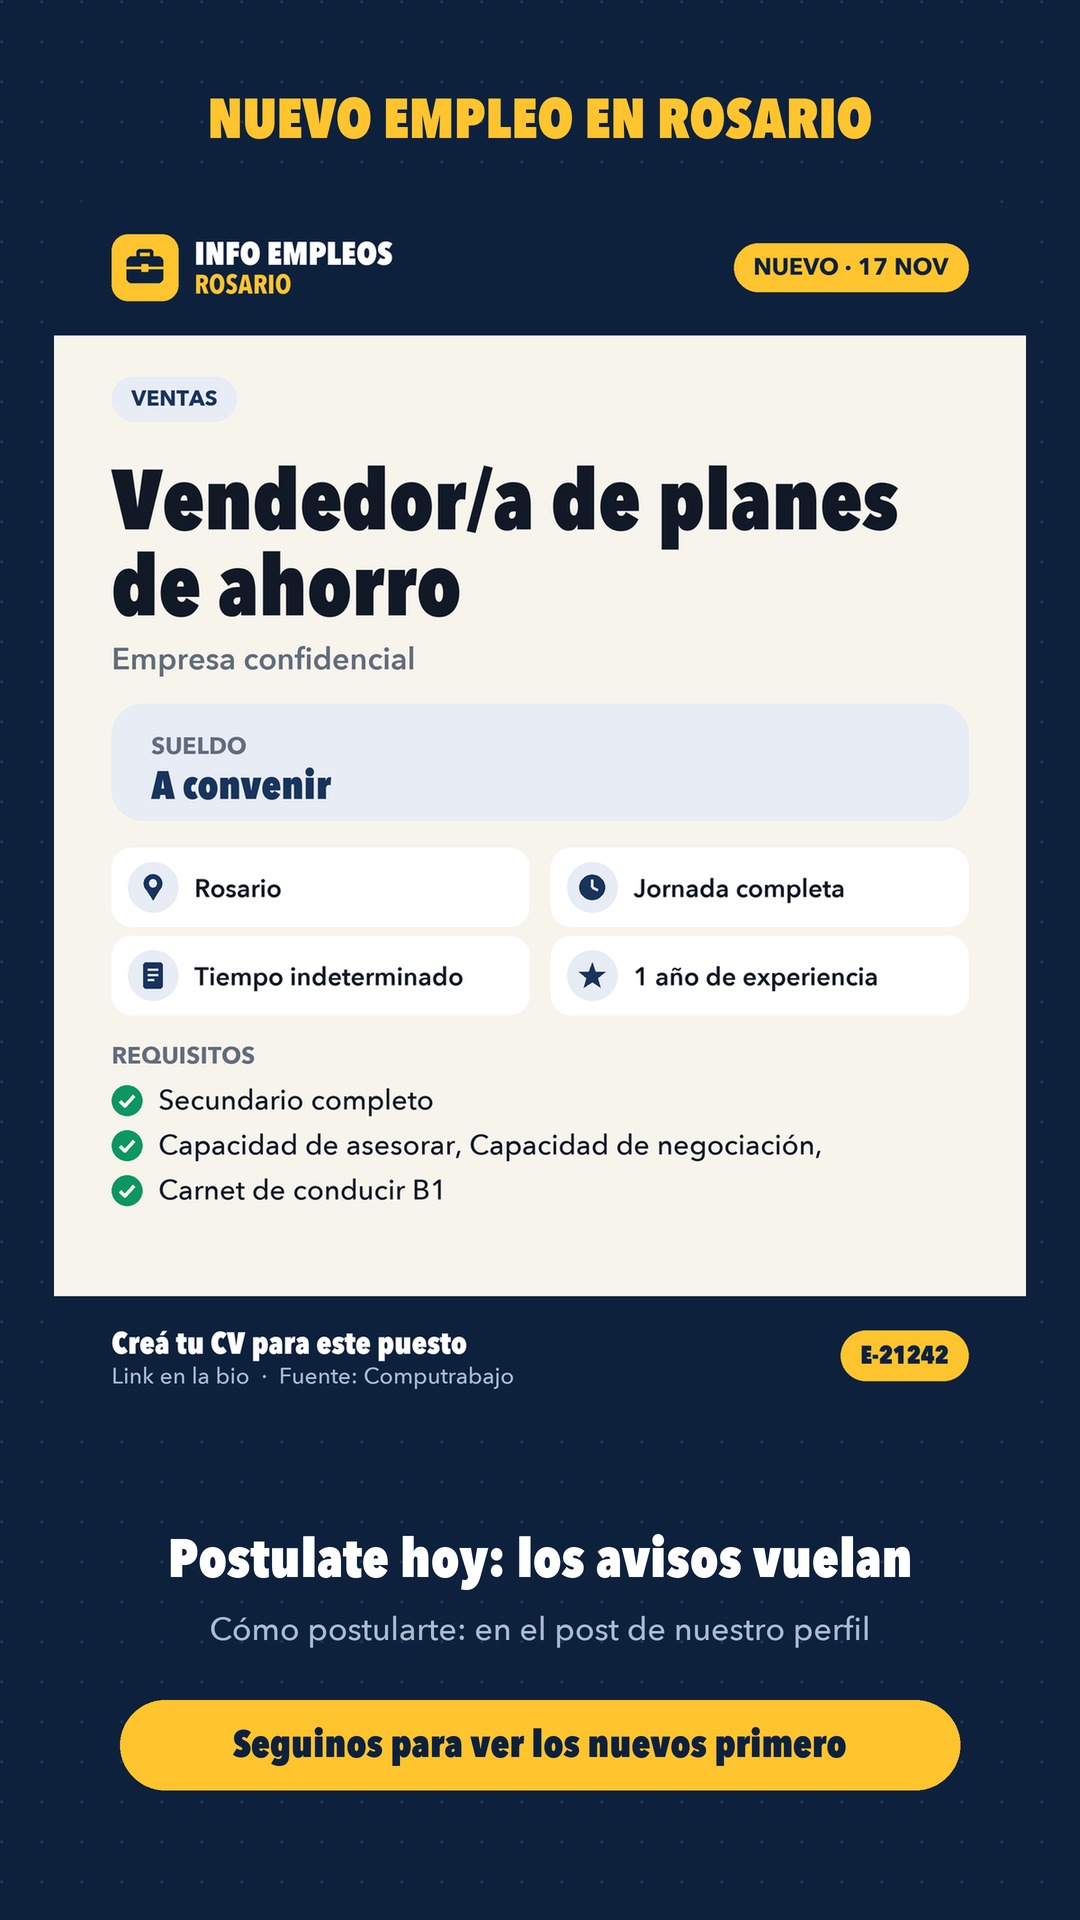 NUEVO EMPLEO EN ROSARIO
INFO EMPLEOS
ROSARIO
NUEVO · 17 NOV
VENTAS
Vendedor/a de planes
de ahorro
Empresa confidencial
SUELDO
A convenir
Rosario
Jornada completa
Tiempo indeterminado
1 año de experiencia
REQUISITOS
Secundario completo
Capacidad de asesorar, Capacidad de negociación,
Carnet de conducir B1
Creá tu CV para este puesto
Link en la bio · Fuente: Computrabajo
E-21242
Postulate hoy: los avisos vuelan
Cómo postularte: en el post de nuestro perfil
Seguinos para ver los nuevos primero